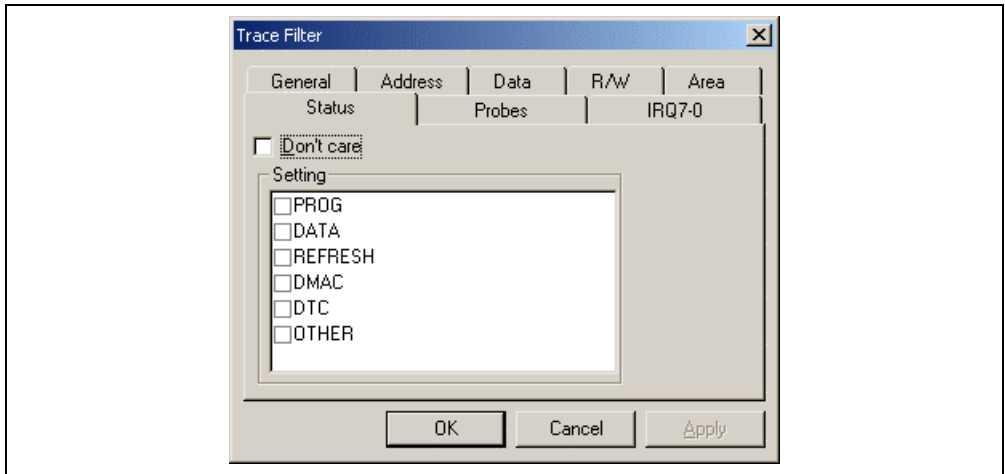 Trace Filter
General Address Data R/W Area
Status Probes IRQ7-0
Don't care
Setting
PROG
DATA
REFRESH
DMAC
DTC
OTHER
OK Cancel Apply